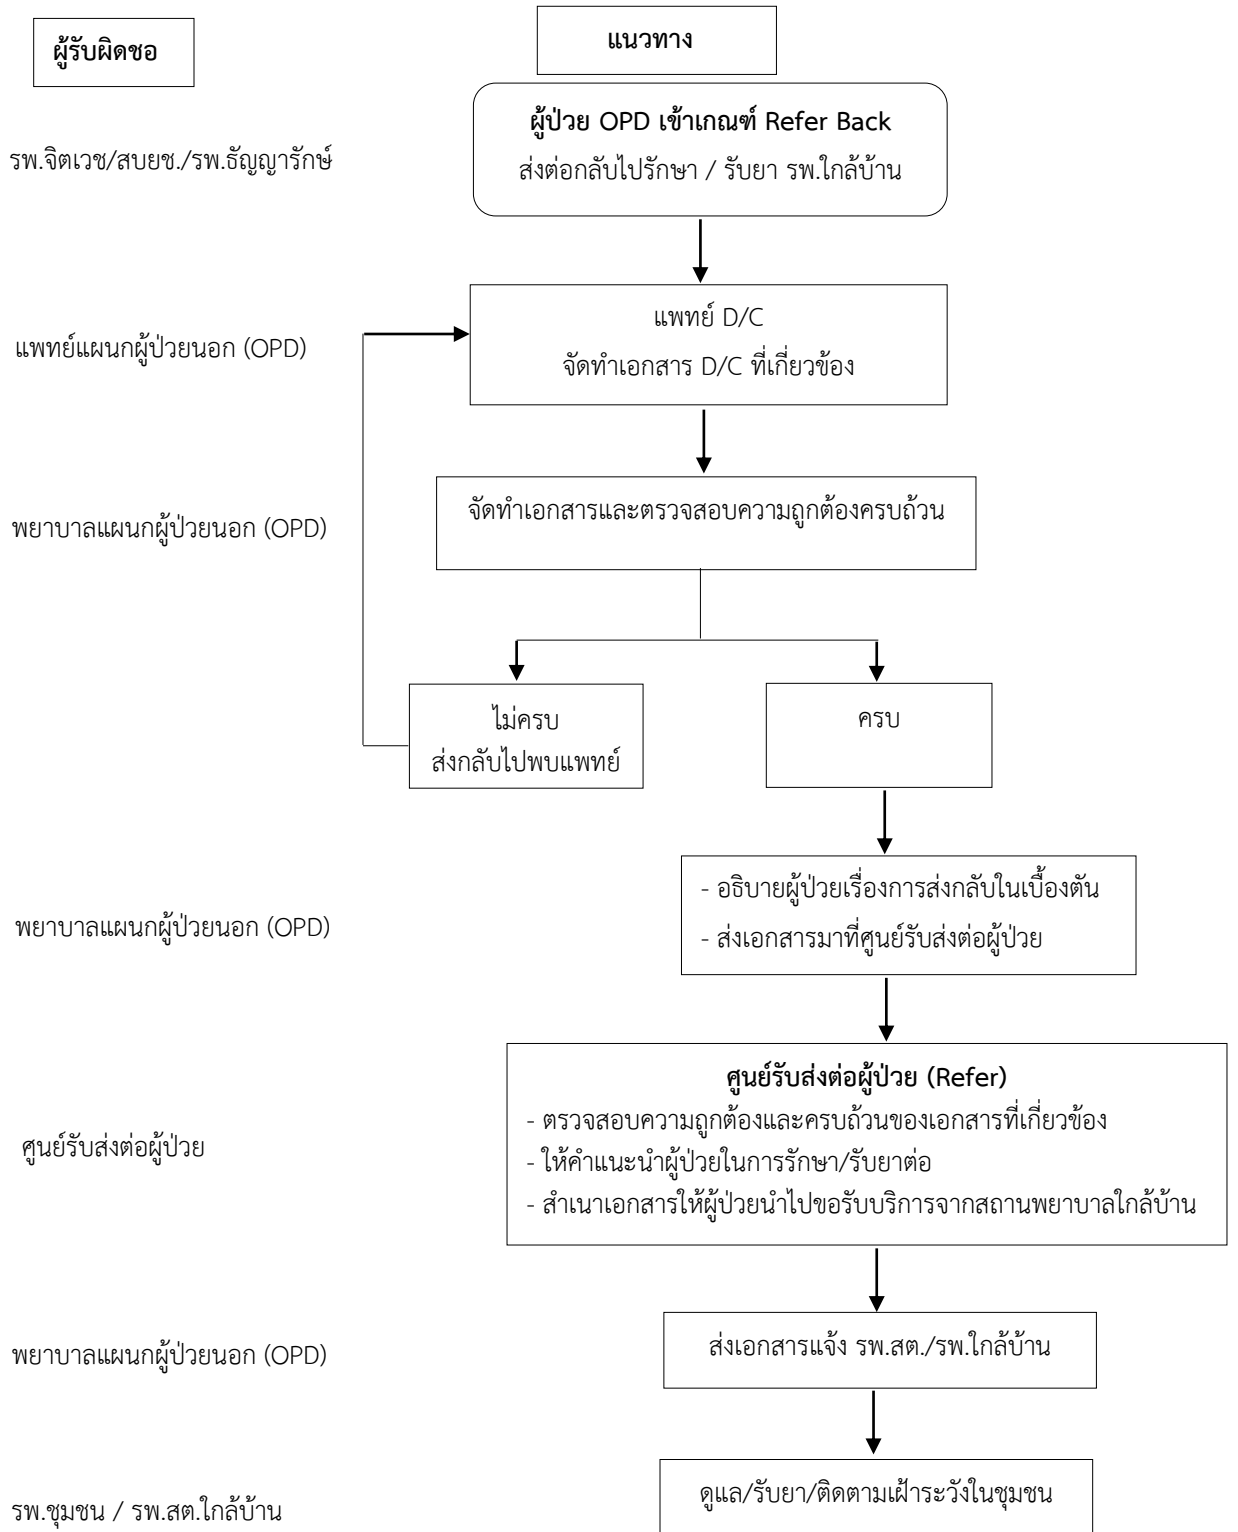 ผู้รับผิดชอ
แนวทาง
ผู้ป่วย OPD เข้าเกณฑ์ Refer Back
รพ.จิตเวช/สบยช./รพ.ธัญญารักษ์
ส่งต่อกลับไปรักษา / รับยา รพ.ใกล้บ้าน
แพทย์ D/C
แพทย์แผนกผู้ป่วยนอก (OPD)
จัดทำเอกสาร D/C ที่เกี่ยวข้อง
จัดทำเอกสารและตรวจสอบความถูกต้องครบถ้วน
พยาบาลแผนกผู้ป่วยนอก (OPD)
ไม่ครบ
ส่งกลับไปพบแพทย์
ครบ
- อธิบายผู้ป่วยเรื่องการส่งกลับในเบื้องต้น
พยาบาลแผนกผู้ป่วยนอก (OPD)
- ส่งเอกสารมาที่ศูนย์รับส่งต่อผู้ป่วย
ศูนย์รับส่งต่อผู้ป่วย (Refer)
- ตรวจสอบความถูกต้องและครบถ้วนของเอกสารที่เกี่ยวข้อง
ศูนย์รับส่งต่อผู้ป่วย
- ให้คำแนะนำผู้ป่วยในการรักษา/รับยาต่อ
- สำเนาเอกสารให้ผู้ป่วยนำไปขอรับบริการจากสถานพยาบาลใกล้บ้าน
พยาบาลแผนกผู้ป่วยนอก (OPD)
ส่งเอกสารแจ้ง รพ.สต./รพ.ใกล้บ้าน
ดูแล/รับยา/ติดตามเฝ้าระวังในชุมชน
รพ.ชุมชน / รพ.สต.ใกล้บ้าน